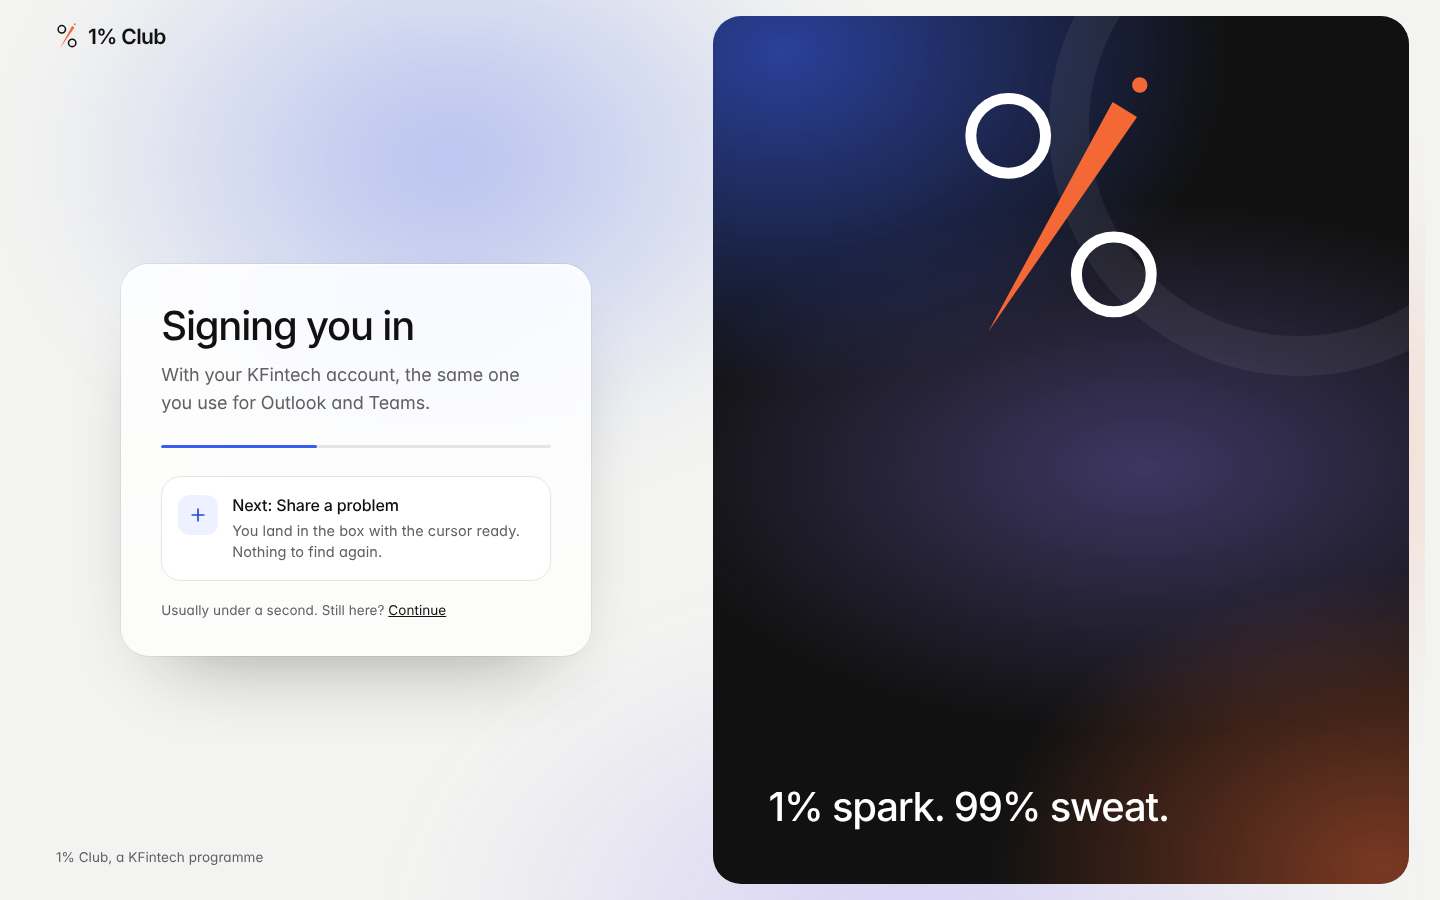 1% Club
Signing you in
With your KFintech account, the same one
you use for Outlook and Teams.
Next: Share a problem
You land in the box with the cursor ready.
Nothing to find again.
Usually under a second. Still here? Continue
1% Club, a KFintech programme
1% spark. 99% sweat.